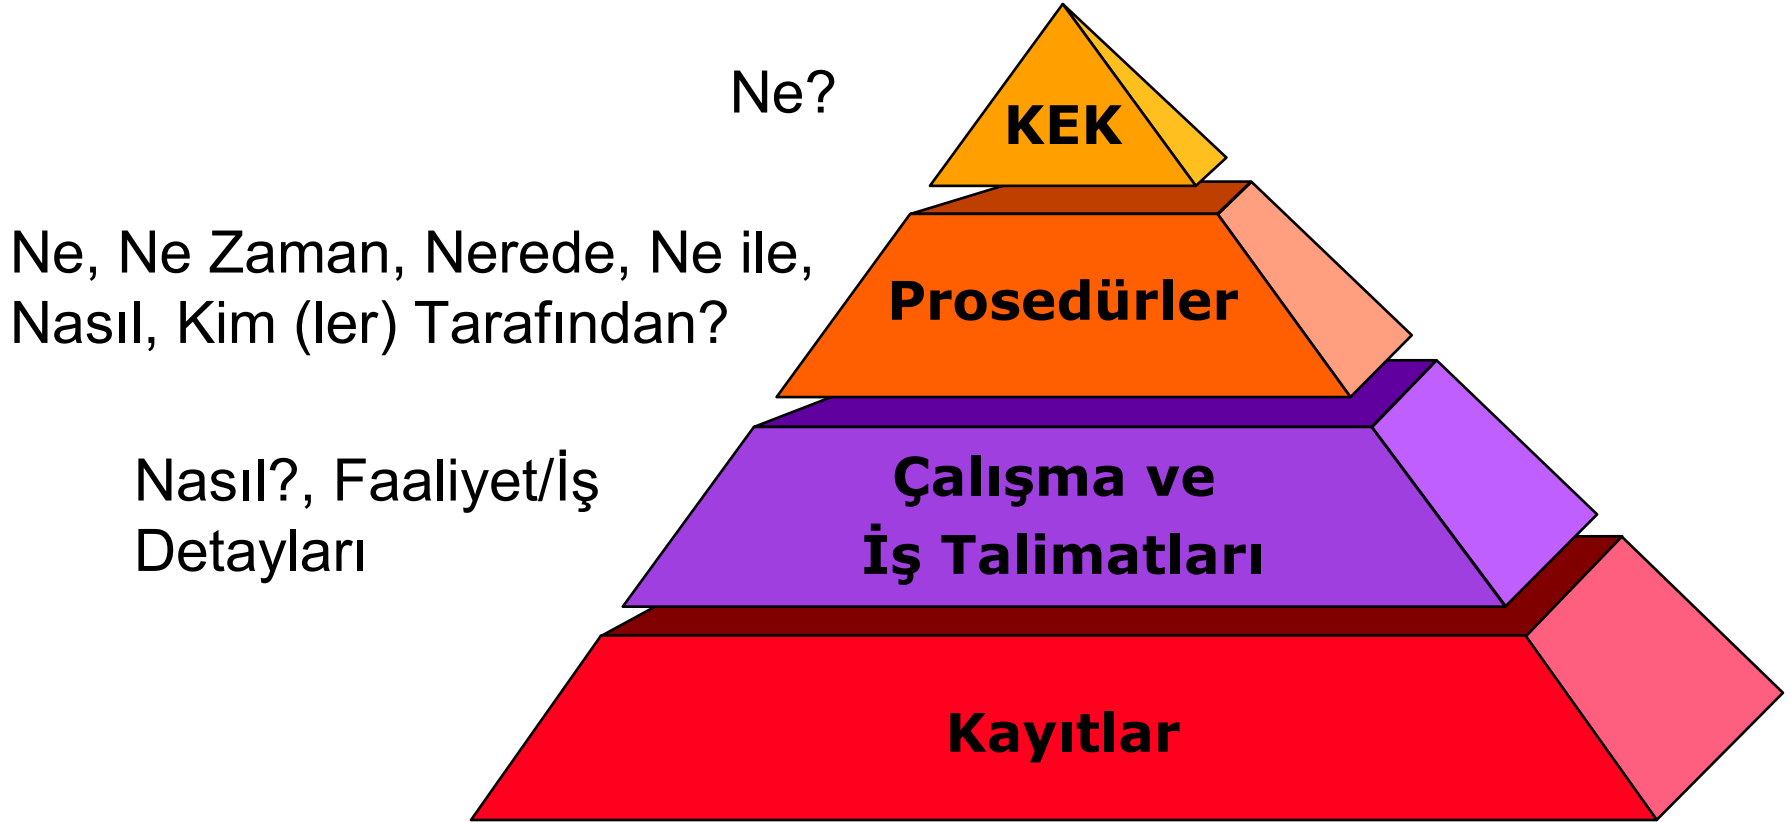 Ne?
KEK
Ne, Ne Zaman, Nerede, Ne ile,
Nasıl, Kim (ler) Tarafından?
Prosedürler
Nasıl?, Faaliyet/İş
Detayları
Çalışma ve
İş Talimatları
Kayıtlar